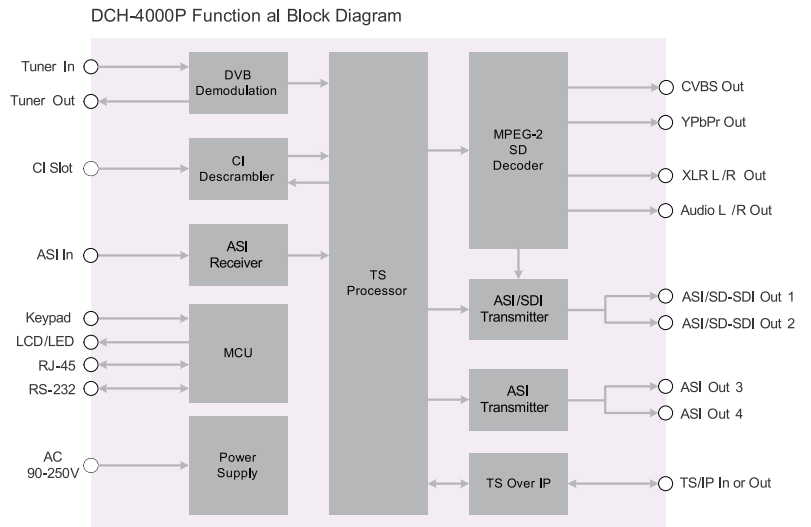 DCH-4000P Function al Block Diagram
Tuner In
Tuner Out
CI Slot
ASI In
Keypad
LCD/LED
RJ-45
RS-232
AC
90-250V
DVB
Demodulation
CI
Descrambler
ASI
Receiver
MCU
Power
Supply
TS
Processor
MPEG-2
SD
Decoder
ASI/SDI
Transmitter
ASI
Transmitter
TS Over IP
CVBS Out
YPbPr Out
XLR L /R Out
Audio L /R Out
ASI/SD-SDI Out 1
ASI/SD-SDI Out 2
ASI Out 3
ASI Out 4
TS/IP In or Out